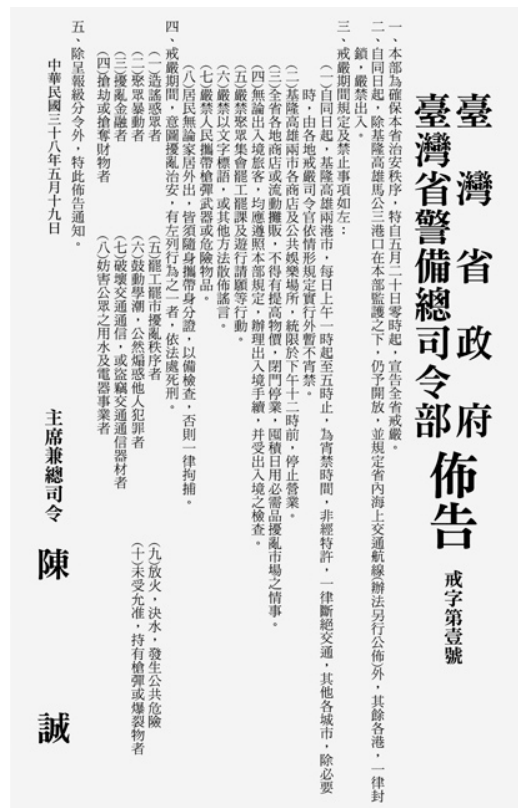 臺灣省政府
臺灣省警備總司令部
佈告
戒字第壹號
一、本部為確保本省治安秩序，特自五月二十日零時起，宣告全省戒嚴。
二、自同日起，除基隆高雄馬公三港口在本部監護之下，仍予開放，並規定省內海上交通航線(辦法另行公佈)外，其餘各港，一律封
鎖，嚴禁出入。
三、戒嚴期間規定及禁止事項如左：
(一)自同日起，基隆高雄兩港市，每日上午一時起至五時止，為宵禁時間，非經特許，一律斷絕交通，其他各城市，除必要
時，由各地戒嚴司令官依情形規定實行外暫不宵禁。
(二)基隆高雄兩市各商店及公共娛樂場所，統限於下午十二時前，停止營業。
(三)全省各地商店或流動攤販，不得有提高物價，閉門停業，囤積日用必需品擾亂市場之情事。
(四)無論出入境旅客，均應遵照本部規定，辦理出入境手續，并受出入境之檢查。
(五)嚴禁聚眾集會罷工罷課及遊行請願等行動。
(六)嚴禁以文字標語，或其他方法散佈謠言。
(七)嚴禁人民攜帶槍彈武器或危險物品。
(八)居民無論家居外出，皆須隨身攜帶身分證，以備檢查，否則一律拘捕。
四、戒嚴期間，意圖擾亂治安，有左列行為之一者，依法處死刑。
(一)造謠惑眾者
(二)聚眾暴動者
(三)擾亂金融者
(四)搶劫或搶奪財物者
(五)罷工罷市擾亂秩序者
(六)鼓動學潮，公然煽惑他人犯罪者
(七)破壞交通通信，或盜竊交通通信器材者
(八)妨害公眾之用水及電器事業者
(九)放火，決水，發生公共危險
(十)未受允准，持有槍彈或爆裂物者
五、除呈報級分令外，特此佈告通知。
中華民國三十八年五月十九日
主席兼總司令 陳 誠